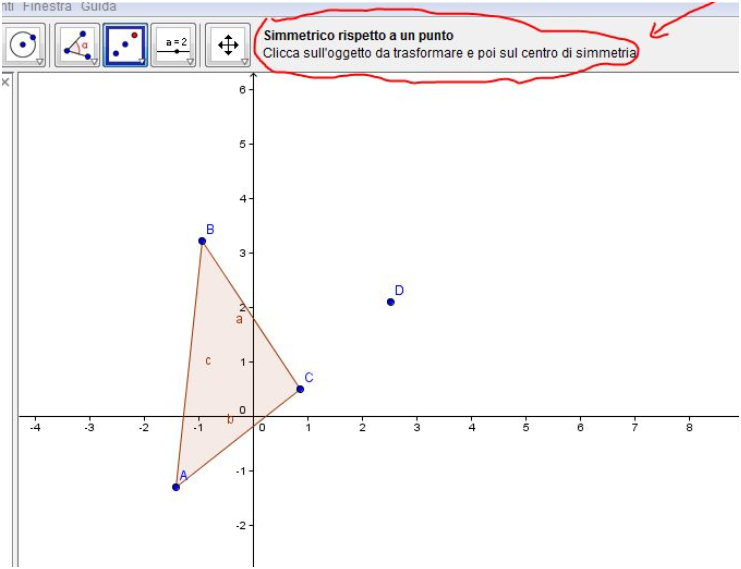 nti Finestra Guida
α
a = 2
Simmetrico rispetto a un punto
Clicca sull'oggetto da trasformare e poi sul centro di simmetria
6
5
4
B
3
D
2
a
1
c
C
0
b
-4 -3 -2 -1 0 1 2 3 4 5 6 7 8
-1
A
-2